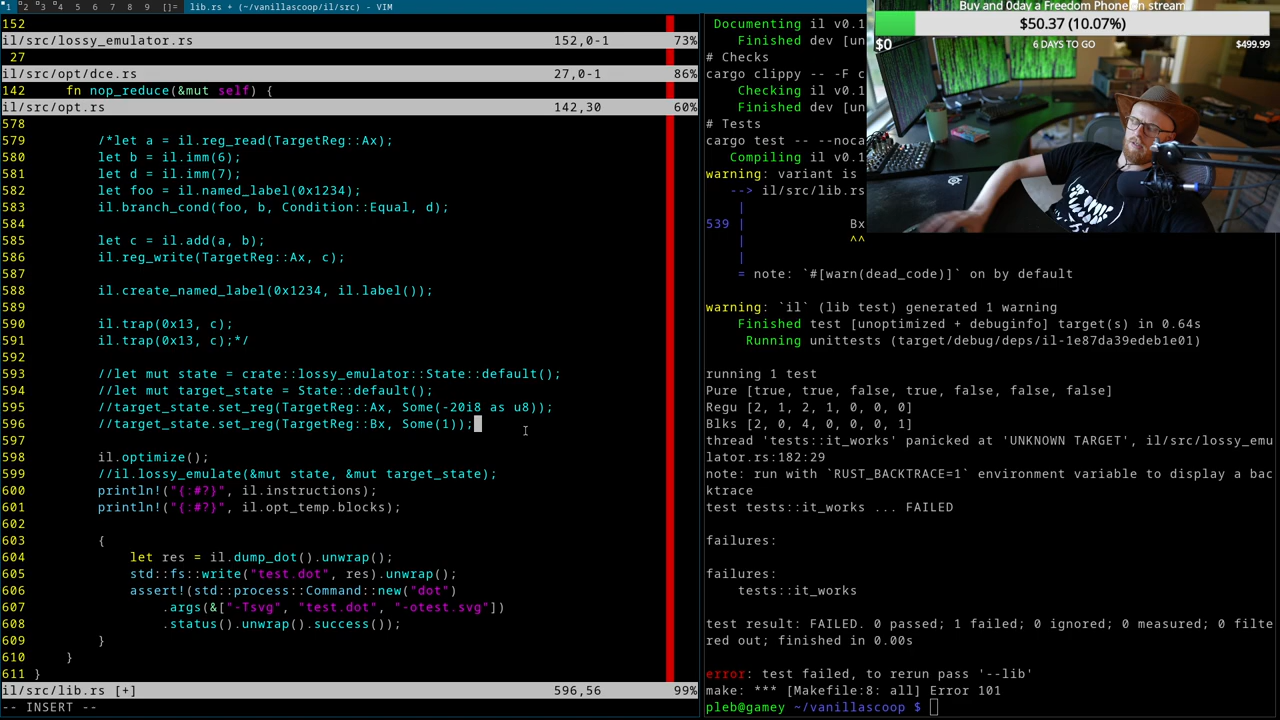 1 2 3 4 5 6 7 8 9 []= lib.rs + (~/vanillascoop/il/src) - VIM
152
il/src/lossy_emulator.rs 152,0-1 73%
27
il/src/opt/dce.rs 27,0-1 86%
142 fn nop_reduce(&mut self) {
il/src/opt.rs 142,30 60%
578
579 /*let a = il.reg_read(TargetReg::Ax);
580 let b = il.imm(6);
581 let d = il.imm(7);
582 let foo = il.named_label(0x1234);
583 il.branch_cond(foo, b, Condition::Equal, d);
584
585 let c = il.add(a, b);
586 il.reg_write(TargetReg::Ax, c);
587
588 il.create_named_label(0x1234, il.label());
589
590 il.trap(0x13, c);
591 il.trap(0x13, c);*/
592
593 //let mut state = crate::lossy_emulator::State::default();
594 //let mut target_state = State::default();
595 //target_state.set_reg(TargetReg::Ax, Some(-20i8 as u8));
596 //target_state.set_reg(TargetReg::Bx, Some(1));
597
598 il.optimize();
599 //il.lossy_emulate(&mut state, &mut target_state);
600 println!("{:#?}", il.instructions);
601 println!("{:#?}", il.opt_temp.blocks);
602
603 {
604 let res = il.dump_dot().unwrap();
605 std::fs::write("test.dot", res).unwrap();
606 assert!(std::process::Command::new("dot")
607 .args(&["-Tsvg", "test.dot", "-otest.svg"])
608 .status().unwrap().success());
609 }
610 }
611 }
il/src/lib.rs [+] 596,56 99%
-- INSERT --
Documenting il v0.1
Finished dev [un
# Checks
cargo clippy -- -F c
Checking il v0.1
Finished dev [un
# Tests
cargo test -- --noca
Compiling il v0.1
warning: variant is
--> il/src/lib.rs
|
539 | Bx
| ^^
|
= note: `#[warn(dead_code)]` on by default
warning: `il` (lib test) generated 1 warning
Finished test [unoptimized + debuginfo] target(s) in 0.64s
Running unittests (target/debug/deps/il-1e87da39edeb1e01)
running 1 test
Pure [true, true, false, true, false, false, false]
Regu [2, 1, 2, 1, 0, 0, 0]
Blks [2, 0, 4, 0, 0, 0, 1]
thread 'tests::it_works' panicked at 'UNKNOWN TARGET', il/src/lossy_emu
lator.rs:182:29
note: run with `RUST_BACKTRACE=1` environment variable to display a bac
ktrace
test tests::it_works ... FAILED
failures:
failures:
tests::it_works
test result: FAILED. 0 passed; 1 failed; 0 ignored; 0 measured; 0 filte
red out; finished in 0.00s
error: test failed, to rerun pass '--lib'
make: *** [Makefile:8: all] Error 101
pleb@gamey ~/vanillascoop $
Buy and 0day a Freedom Phone on stream
$50.37 (10.07%)
$0 6 DAYS TO GO $499.99